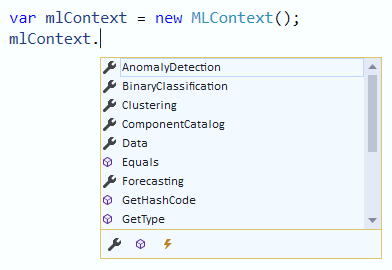 var mlContext = new MLContext();
mlContext.
AnomalyDetection
BinaryClassification
Clustering
ComponentCatalog
Data
Equals
Forecasting
GetHashCode
GetType